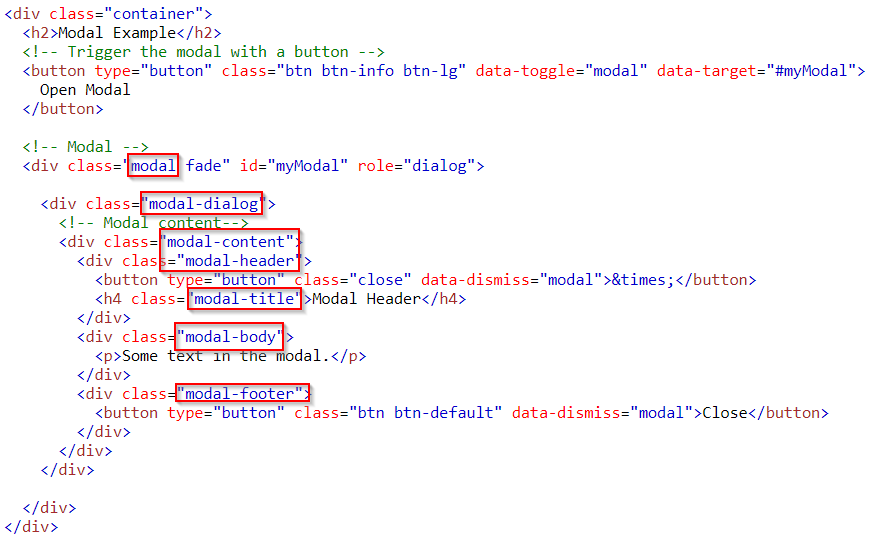 <div class="container">
<h2>Modal Example</h2>
<!-- Trigger the modal with a button -->
<button type="button" class="btn btn-info btn-lg" data-toggle="modal" data-target="#myModal">
Open Modal
</button>
<!-- Modal -->
<div class="modal fade" id="myModal" role="dialog">
<div class="modal-dialog">
<!-- Modal content-->
<div class="modal-content">
<div class="modal-header">
<button type="button" class="close" data-dismiss="modal">&times;</button>
<h4 class="modal-title">Modal Header</h4>
</div>
<div class="modal-body">
<p>Some text in the modal.</p>
</div>
<div class="modal-footer">
<button type="button" class="btn btn-default" data-dismiss="modal">Close</button>
</div>
</div>
</div>
</div>
</div>